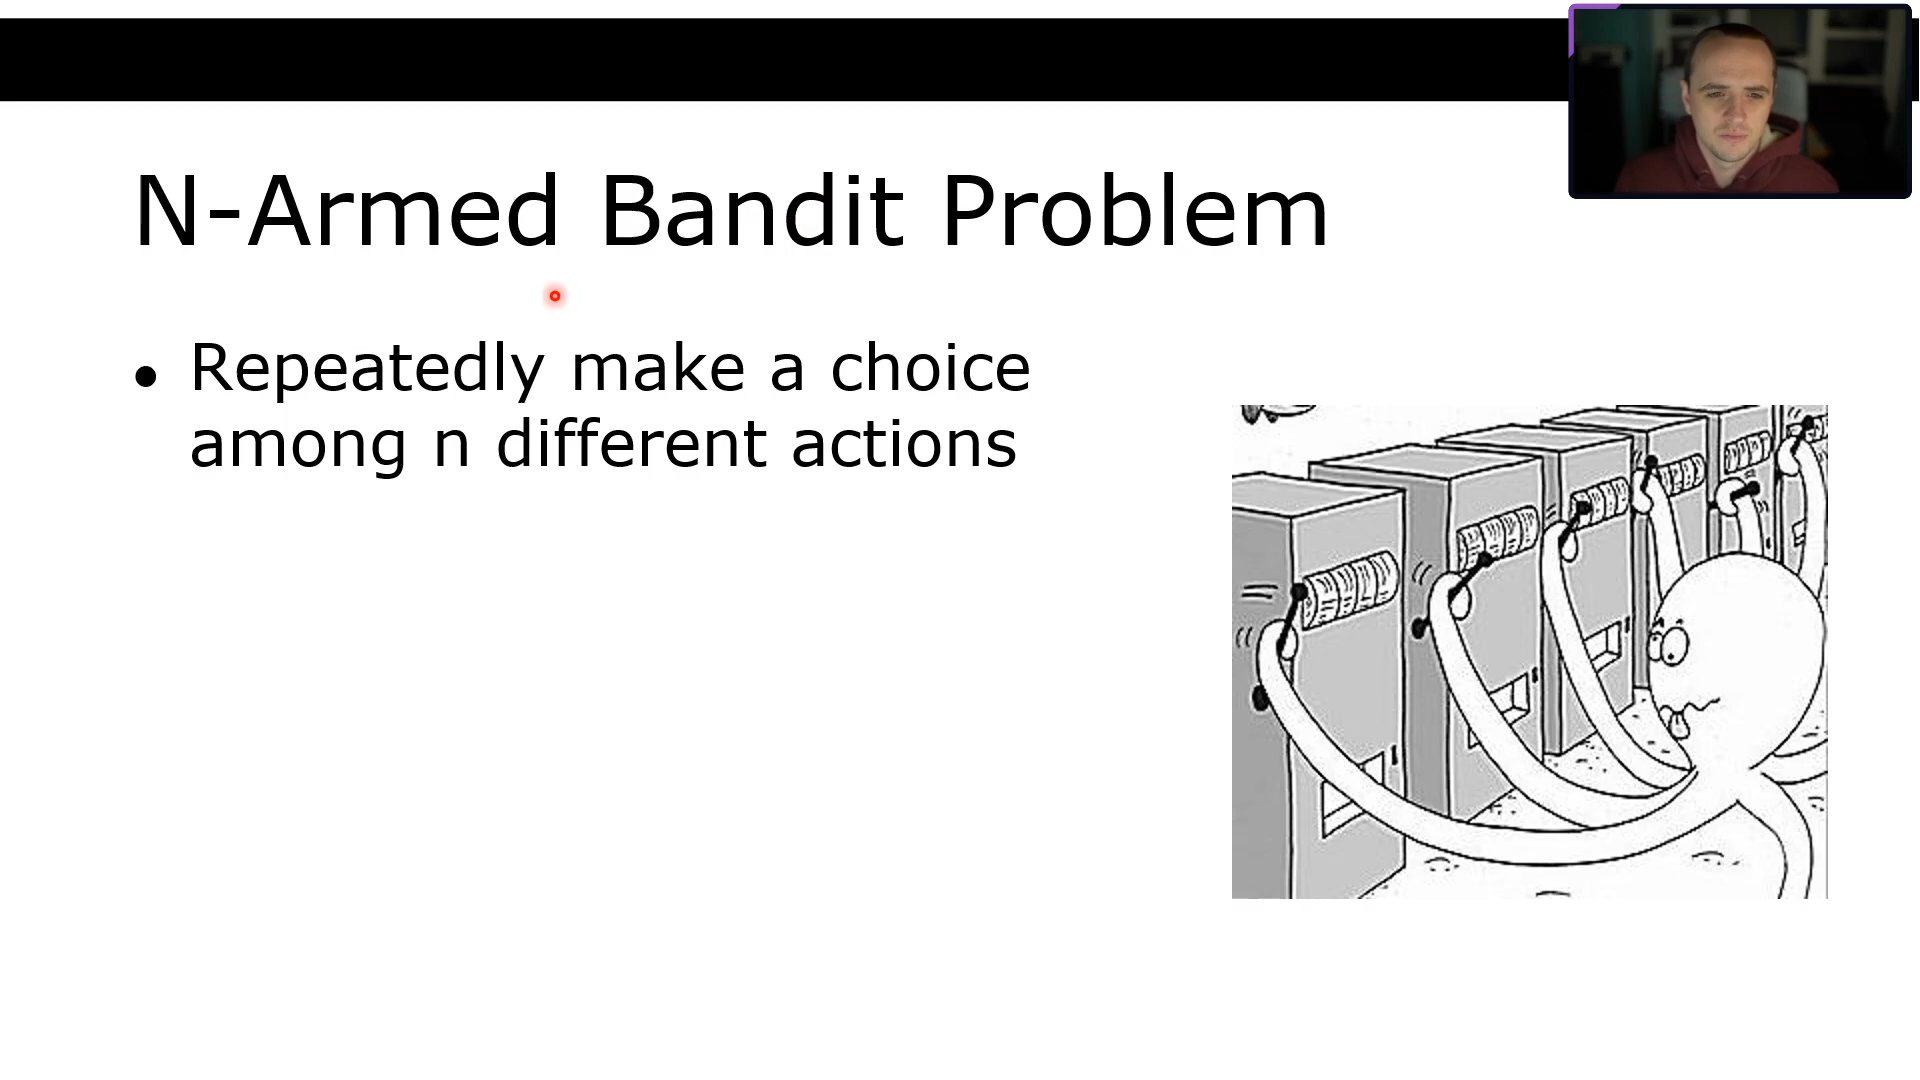 N-Armed Bandit Problem
• Repeatedly make a choice
among n different actions